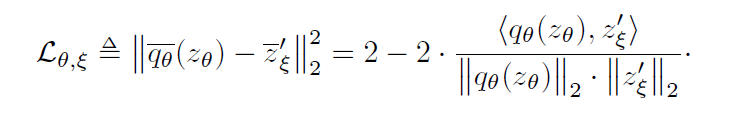 $\mathcal{L}_{\theta,\xi} \triangleq \left\| \overline{q_\theta}(z_\theta) - \overline{z}'_\xi \right\|_2^2 = 2 - 2 \cdot \frac{\langle q_\theta(z_\theta), z'_\xi \rangle}{\left\| q_\theta(z_\theta) \right\|_2 \cdot \left\| z'_\xi \right\|_2} \cdot$